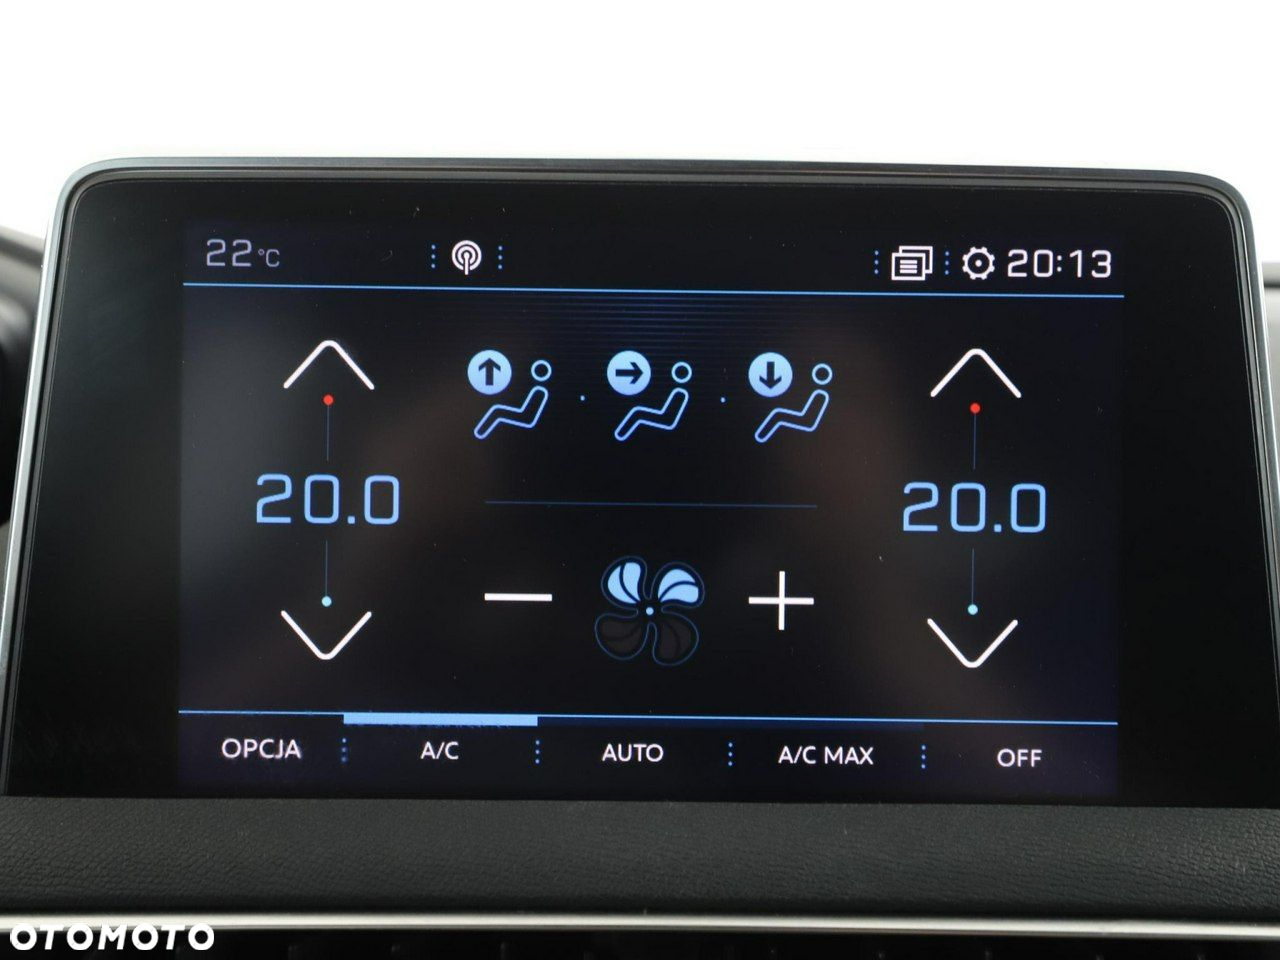 22°C
20:13
20.0
20.0
OPCJA
A/C
AUTO
A/C MAX
OFF
OTOMOTO